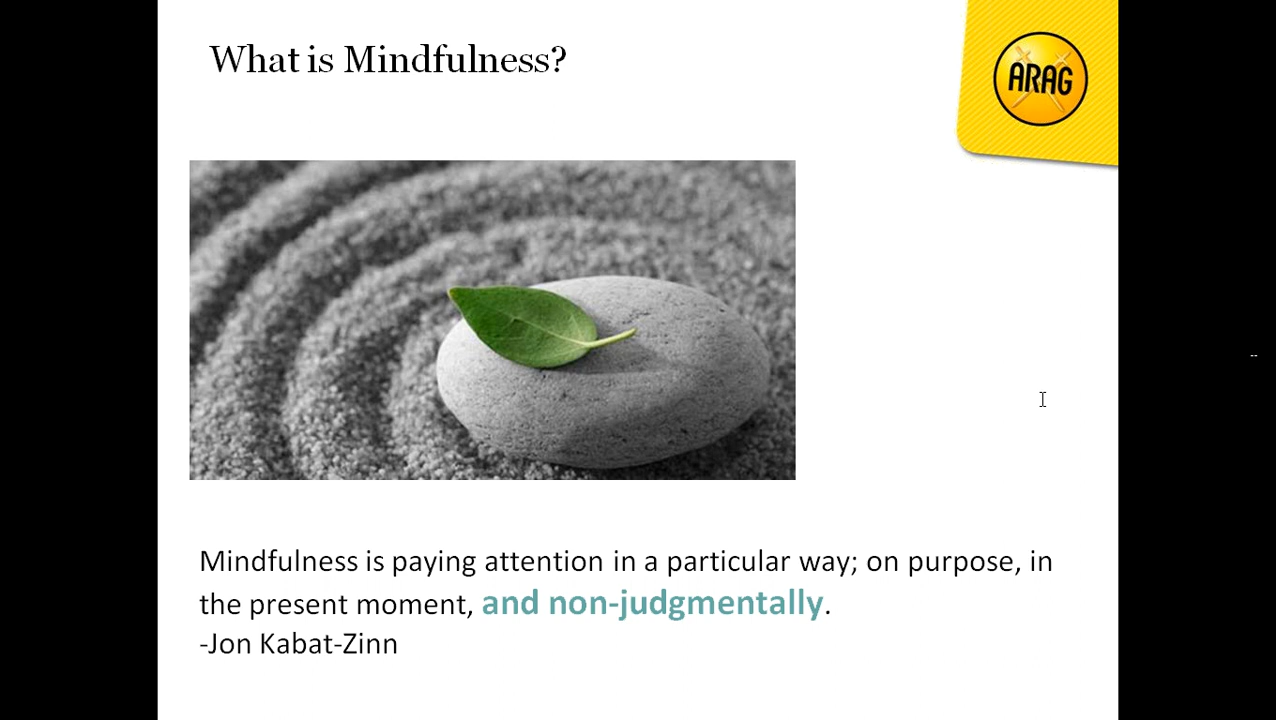 What is Mindfulness?
ARAG
Mindfulness is paying attention in a particular way; on purpose, in
the present moment, and non-judgmentally.
-Jon Kabat-Zinn